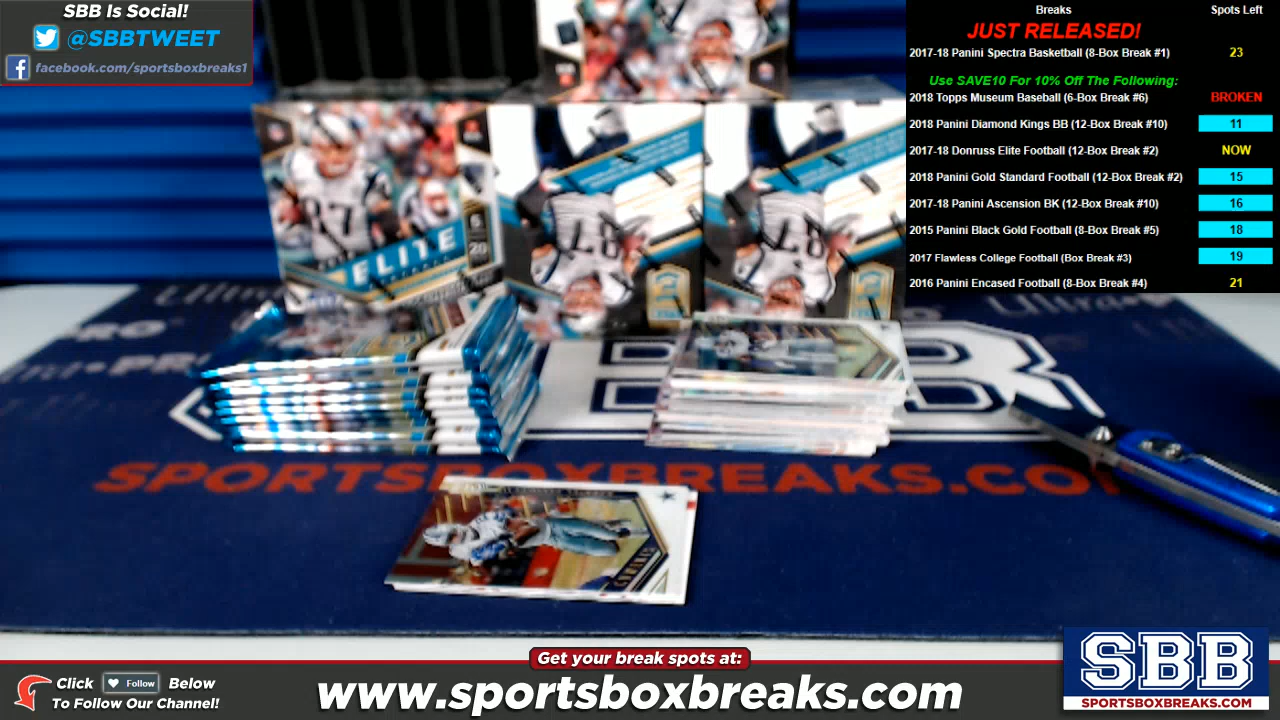 SBB Is Social!
@SBBTWEET
facebook.com/sportsboxbreaks1
Breaks Spots Left
JUST RELEASED!
2017-18 Panini Spectra Basketball (8-Box Break #1) 23
Use SAVE10 For 10% Off The Following:
2018 Topps Museum Baseball (6-Box Break #6) BROKEN
2018 Panini Diamond Kings BB (12-Box Break #10) 11
2017-18 Donruss Elite Football (12-Box Break #2) NOW
2018 Panini Gold Standard Football (12-Box Break #2) 15
2017-18 Panini Ascension BK (12-Box Break #10) 16
2015 Panini Black Gold Football (8-Box Break #5) 18
2017 Flawless College Football (Box Break #3) 19
2016 Panini Encased Football (8-Box Break #4) 21
87
ELITE
20
87
87
PRO
SPORTSBOXBREAKS.CO
Get your break spots at:
Click Follow Below
To Follow Our Channel!
www.sportsboxbreaks.com
SBB
SPORTSBOXBREAKS.COM